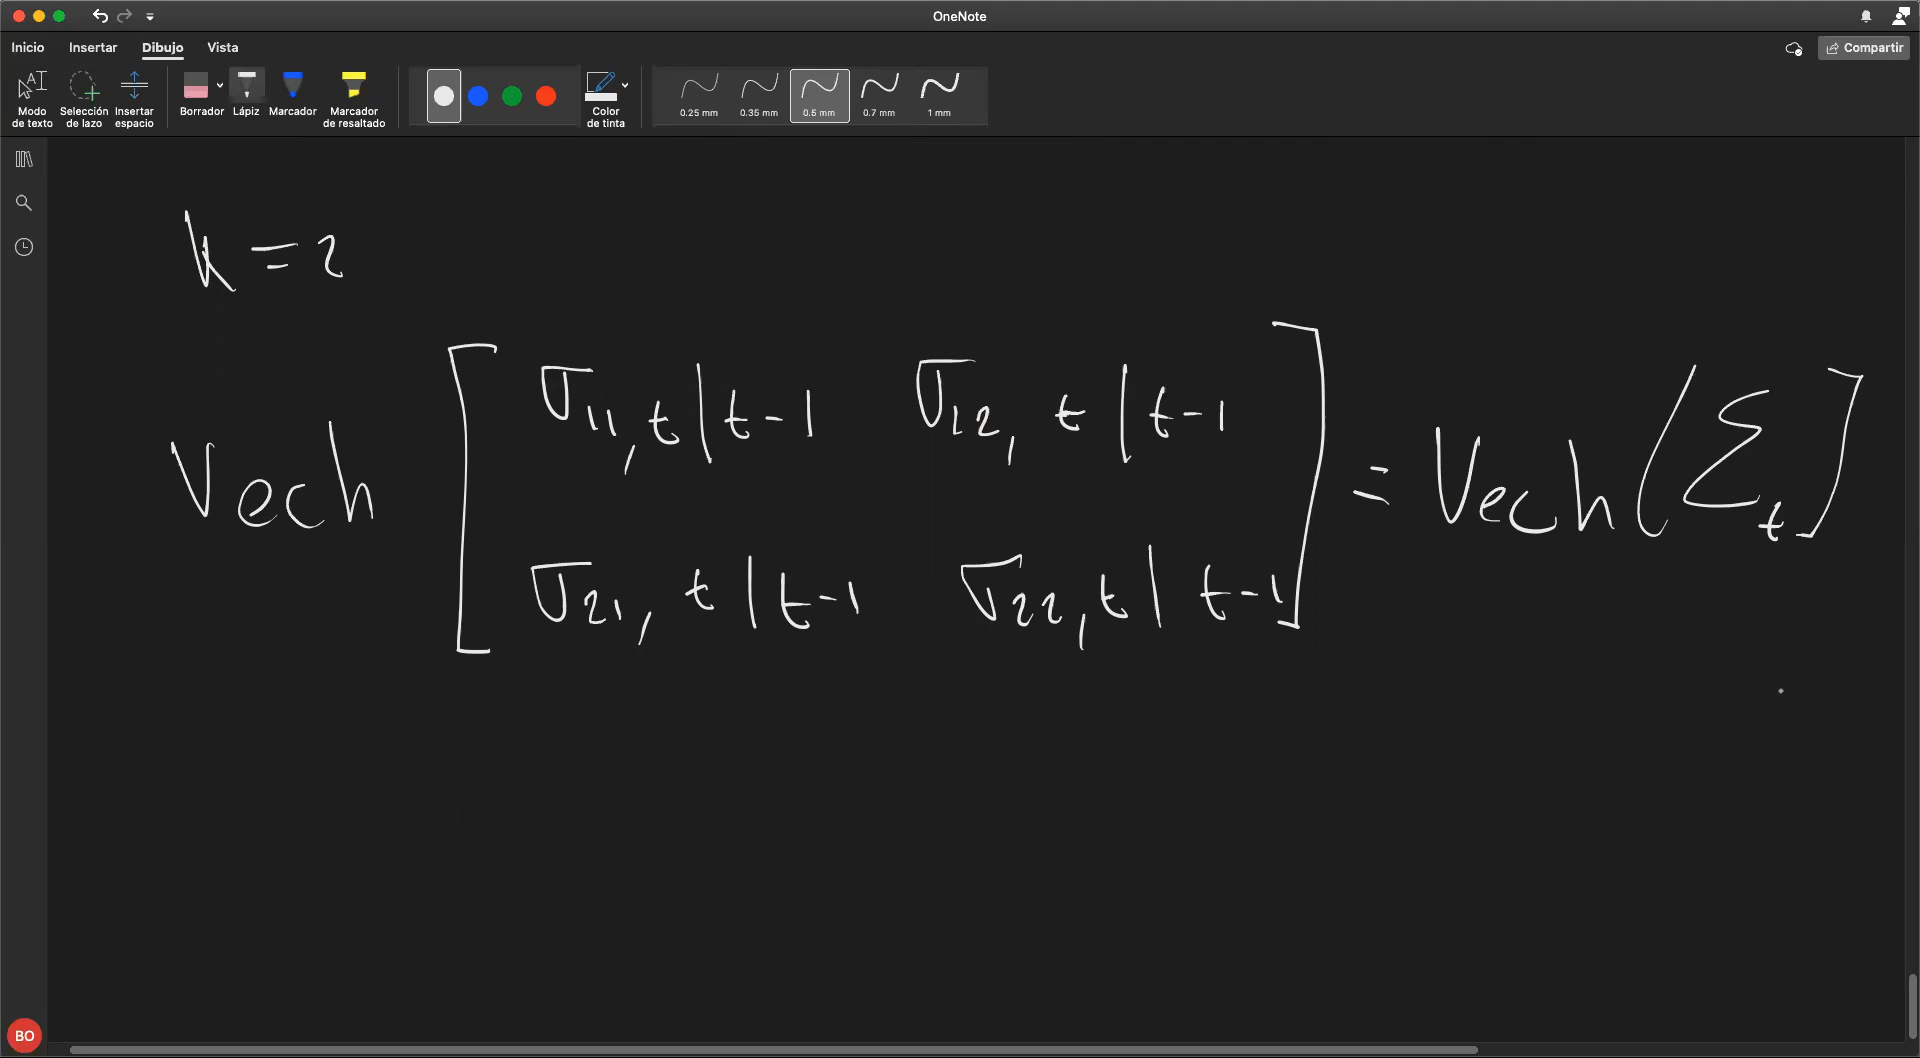 OneNote
Inicio Insertar Dibujo Vista Compartir
Modo de texto Selección de lazo Insertar espacio Borrador Lápiz Marcador Marcador de resaltado Color de tinta 0.25 mm 0.35 mm 0.5 mm 0.7 mm 1 mm
k = 2
Vech [ σ11, t | t-1 σ12, t | t-1
σ21, t | t-1 σ22, t | t-1 ] = Vech ( Σt ]
BO